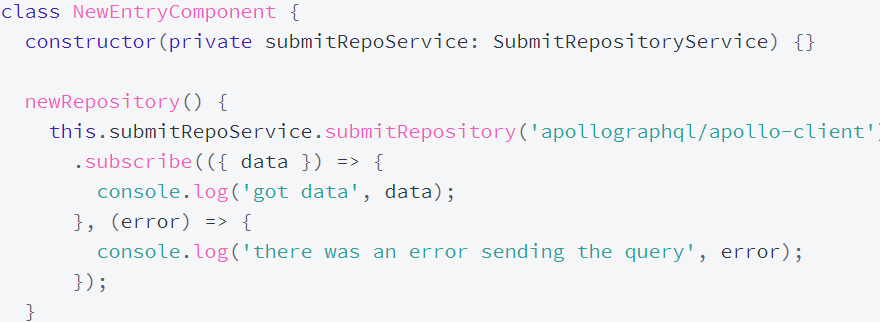 class NewEntryComponent {
  constructor(private submitRepoService: SubmitRepositoryService) {}

  newRepository() {
    this.submitRepoService.submitRepository('apollographql/apollo-client')
      .subscribe(({ data }) => {
        console.log('got data', data);
      }, (error) => {
        console.log('there was an error sending the query', error);
      });
  }